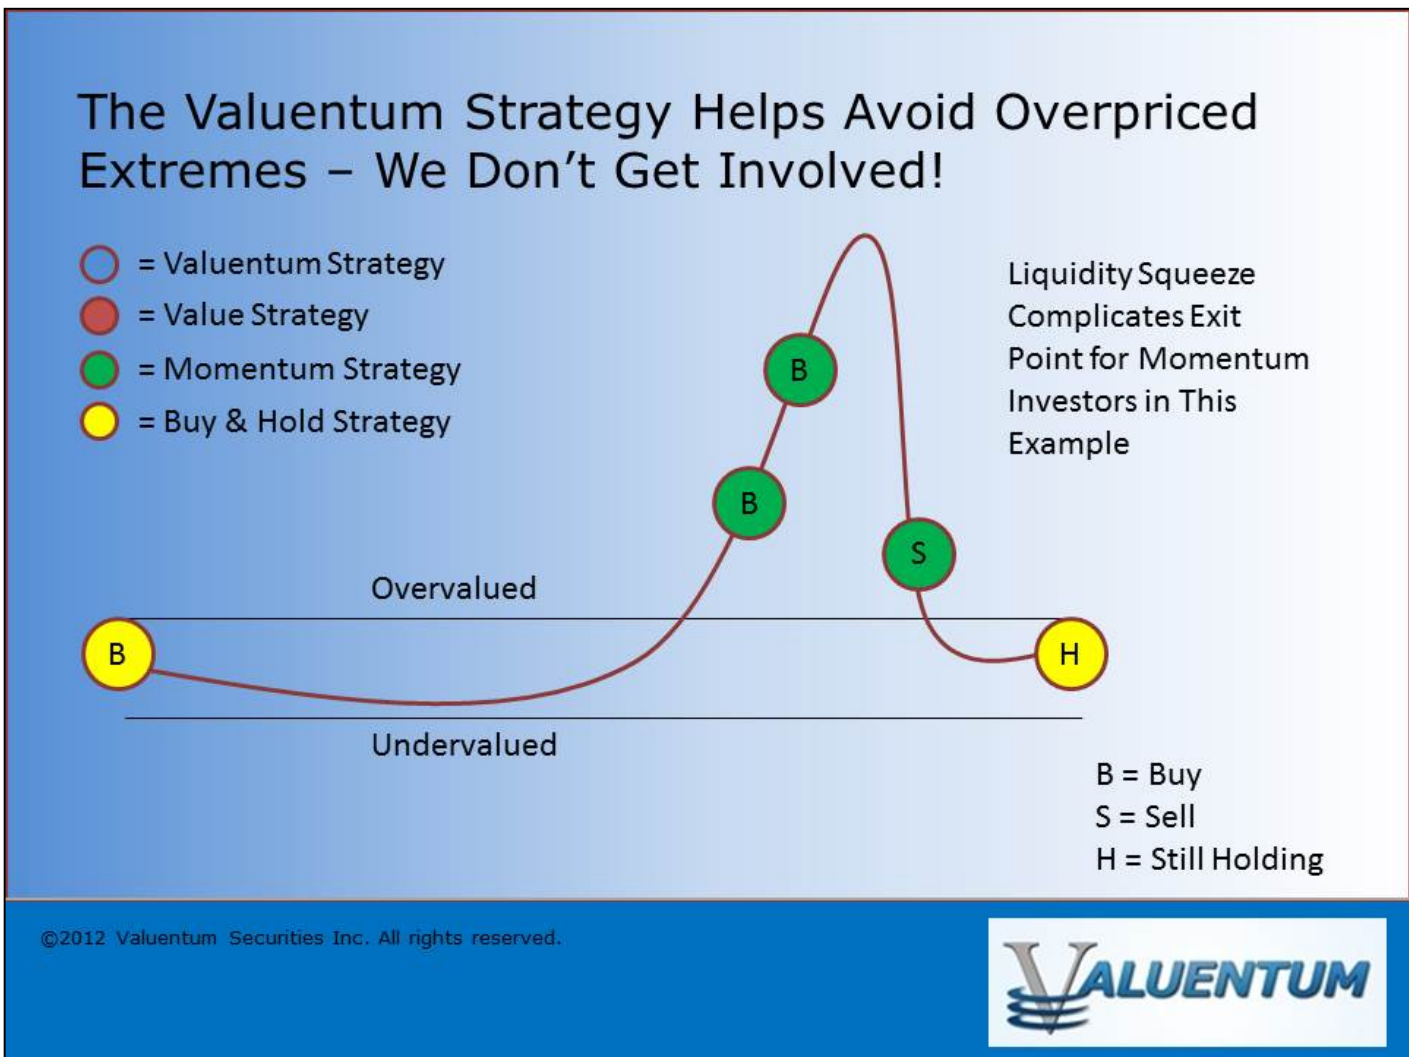 The Valuentum Strategy Helps Avoid Overpriced
Extremes – We Don’t Get Involved!
= Valuentum Strategy
= Value Strategy
= Momentum Strategy
= Buy & Hold Strategy
Liquidity Squeeze
Complicates Exit
Point for Momentum
Investors in This
Example
B
B
S
Overvalued
B
H
Undervalued
B = Buy
S = Sell
H = Still Holding
©2012 Valuentum Securities Inc. All rights reserved.
VALUENTUM